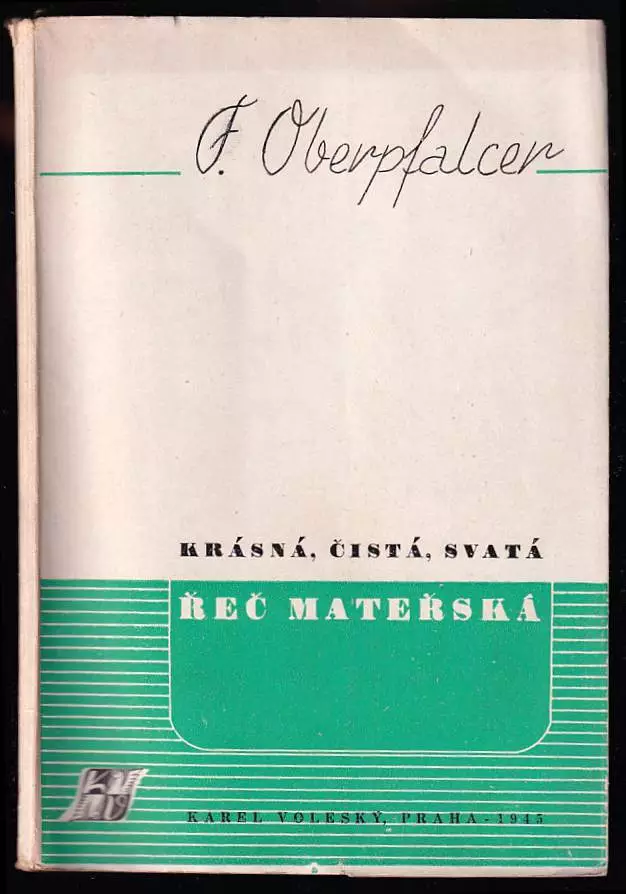 F. Oberpfalcer
KRÁSNÁ, ČISTÁ, SVATÁ
ŘEČ MATEŘSKÁ
KAREL VOLESKÝ, PRAHA - 1945